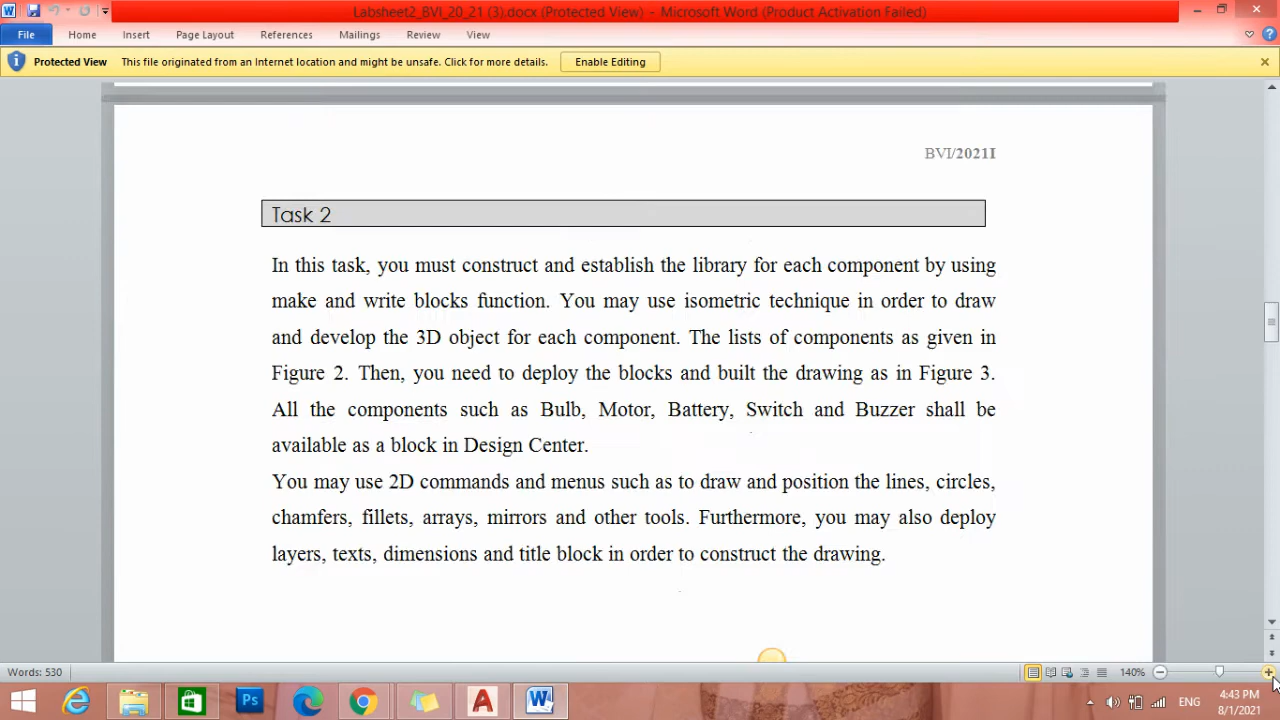 Labsheet2_BVI_20_21 (3).docx (Protected View) - Microsoft Word (Product Activation Failed)
File Home Insert Page Layout References Mailings Review View
Protected View This file originated from an Internet location and might be unsafe. Click for more details. Enable Editing
BVI/2021I
Task 2
In this task, you must construct and establish the library for each component by using
make and write blocks function. You may use isometric technique in order to draw
and develop the 3D object for each component. The lists of components as given in
Figure 2. Then, you need to deploy the blocks and built the drawing as in Figure 3.
All the components such as Bulb, Motor, Battery, Switch and Buzzer shall be
available as a block in Design Center.
You may use 2D commands and menus such as to draw and position the lines, circles,
chamfers, fillets, arrays, mirrors and other tools. Furthermore, you may also deploy
layers, texts, dimensions and title block in order to construct the drawing.
Words: 530 140%
Ps ENG 4:43 PM
8/1/2021